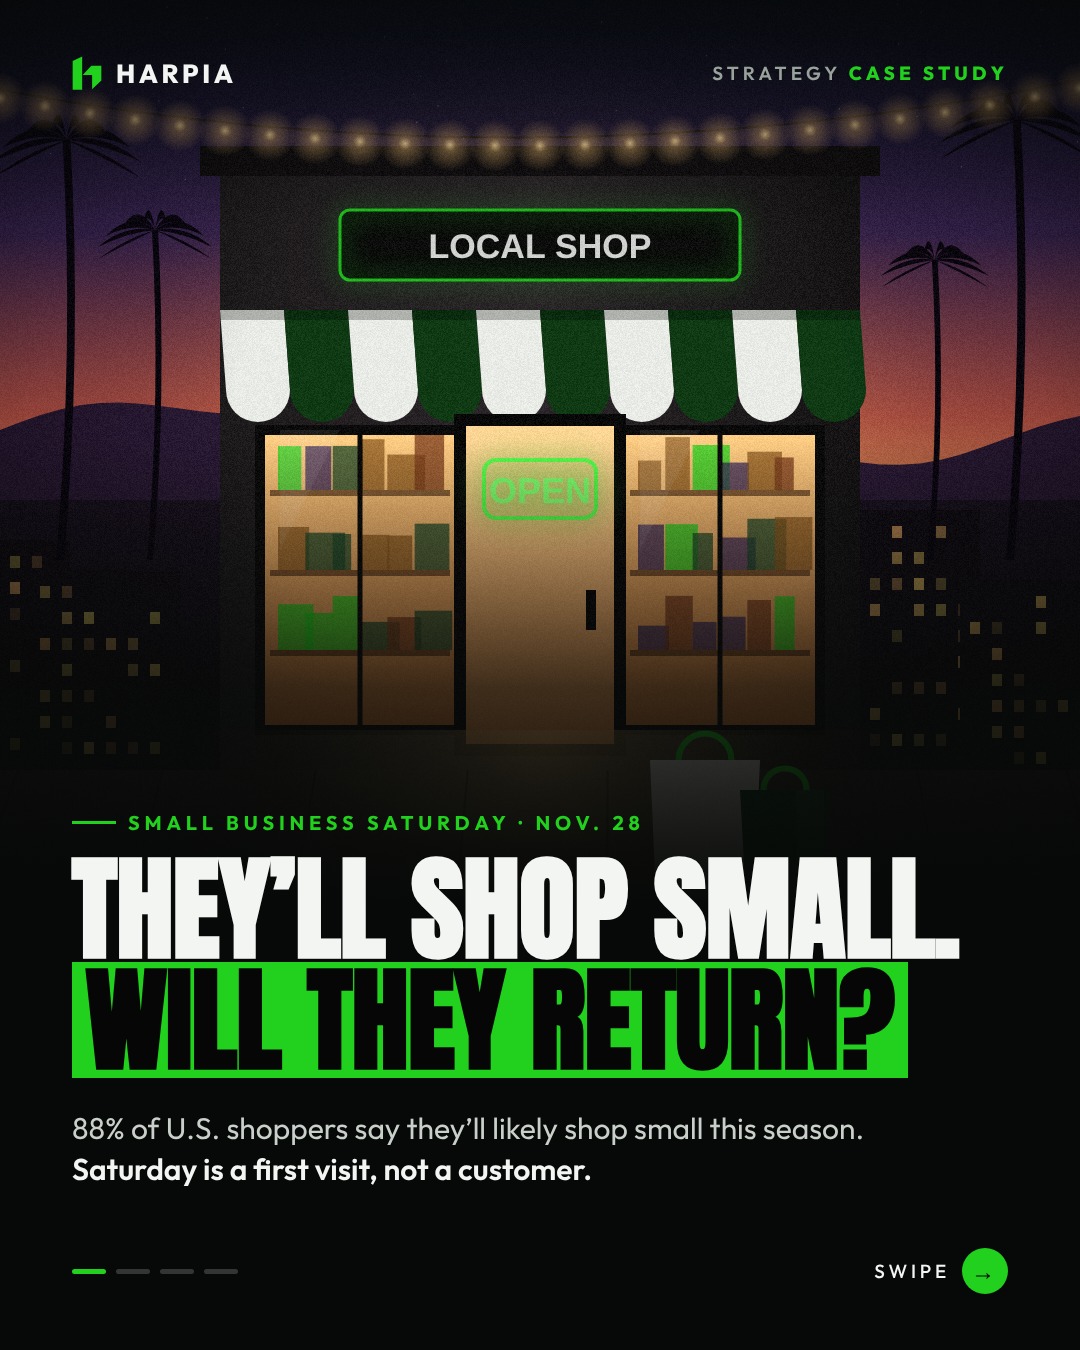 HARPIA
STRATEGY CASE STUDY
LOCAL SHOP
OPEN
SMALL BUSINESS SATURDAY · NOV. 28
THEY’LL SHOP SMALL.
WILL THEY RETURN?
88% of U.S. shoppers say they’ll likely shop small this season.
Saturday is a first visit, not a customer.
SWIPE →